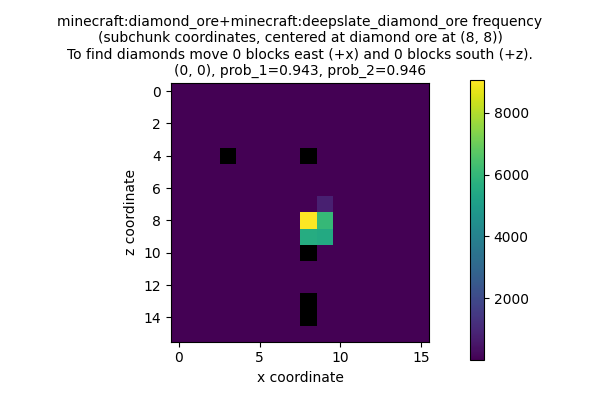 minecraft:diamond_ore+minecraft:deepslate_diamond_ore frequency
(subchunk coordinates, centered at diamond ore at (8, 8))
To find diamonds move 0 blocks east (+x) and 0 blocks south (+z).
(0, 0), prob_1=0.943, prob_2=0.946
0
2
4
6
8
10
12
14
z coordinate
0
5
10
15
x coordinate
8000
6000
4000
2000